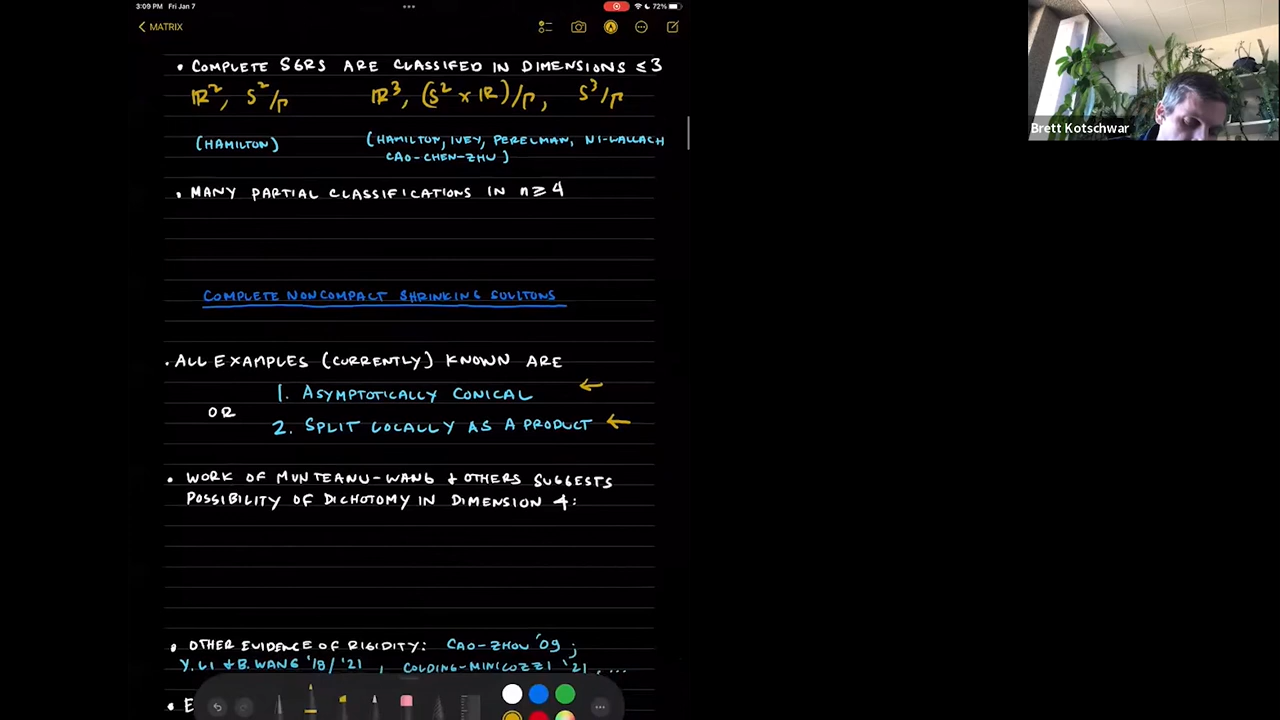 3:09 PM Fri Jan 7
72%
MATRIX
• COMPLETE SGRS ARE CLASSIFED IN DIMENSIONS ≤ 3
ℝ², S²/Γ ℝ³, (S² × ℝ)/Γ, S³/Γ
(HAMILTON) (HAMILTON, IVEY, PERELMAN, NI-WALLACH
CAO-CHEN-ZHU)
• MANY PARTIAL CLASSIFICATIONS IN n ≥ 4
COMPLETE NONCOMPACT SHRINKING SOLITONS
• ALL EXAMPLES (CURRENTLY) KNOWN ARE
1. ASYMPTOTICALLY CONICAL ←
OR
2. SPLIT LOCALLY AS A PRODUCT ←
• WORK OF MUNTEANU-WANG + OTHERS SUGGESTS
POSSIBILITY OF DICHOTOMY IN DIMENSION 4:
• OTHER EVIDENCE OF RIGIDITY: CAO-ZHOU '09;
Y. LI + B. WANG '18/'21, COLDING-MINICOZZI '21, ...
Brett Kotschwar